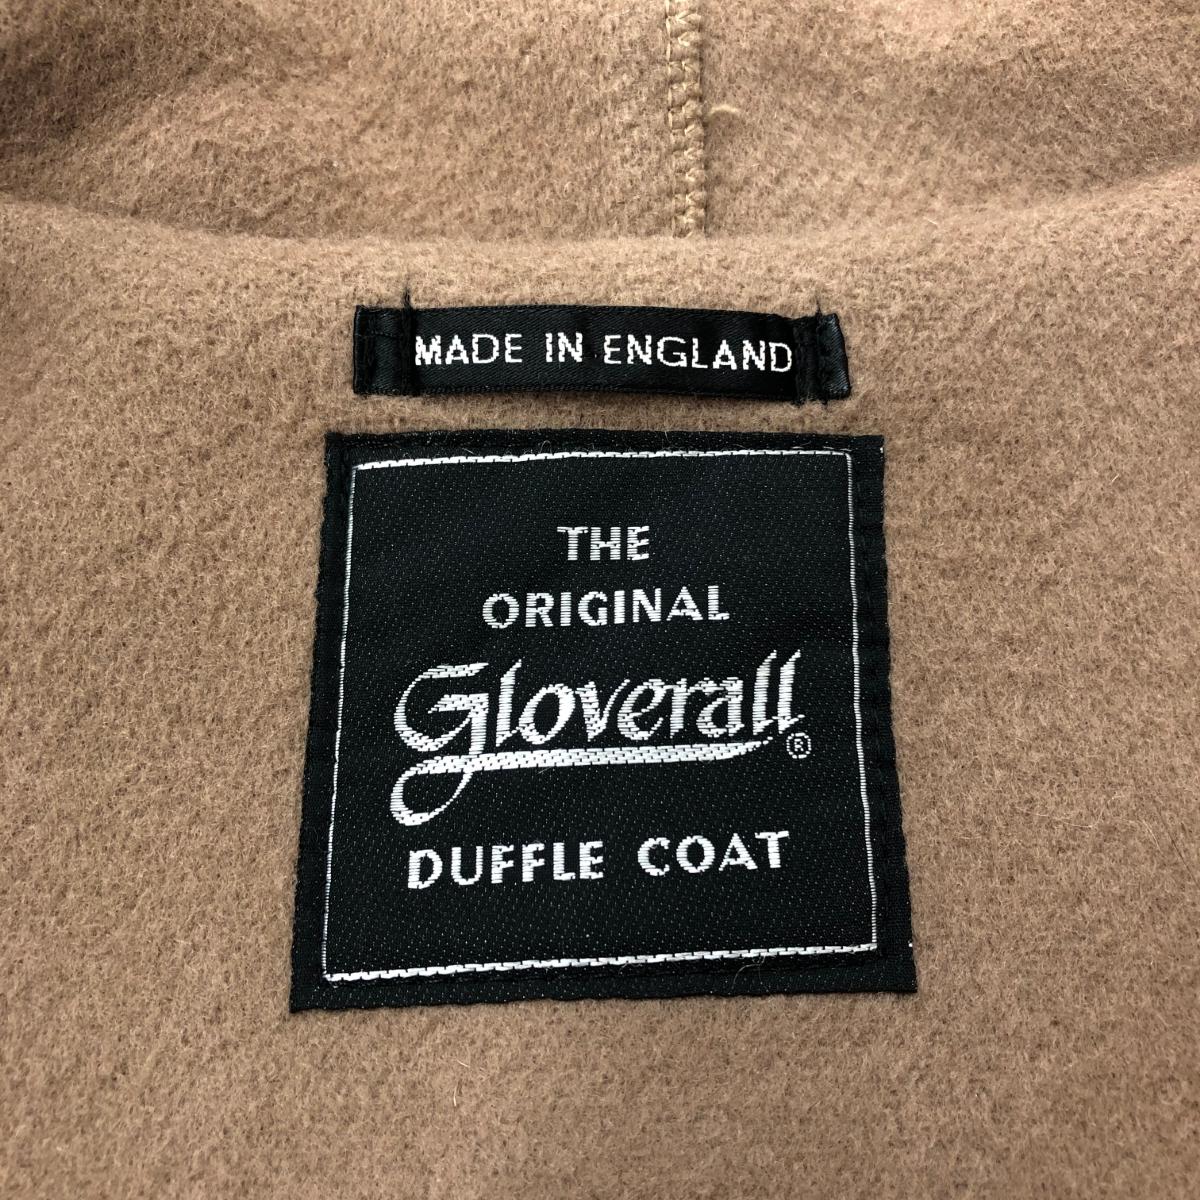 MADE IN ENGLAND
THE
ORIGINAL
Gloverall®
DUFFLE COAT